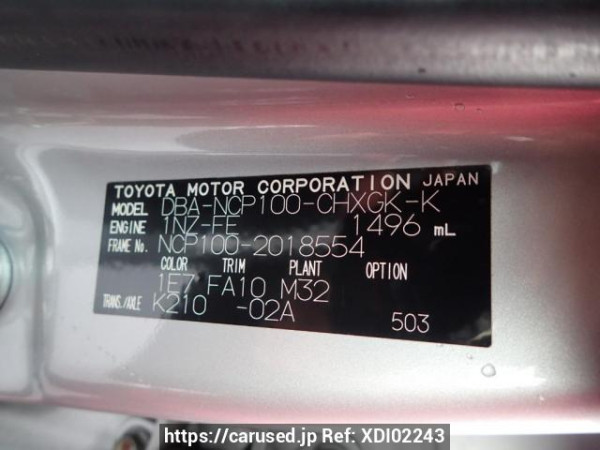 TOYOTA MOTOR CORPORATION JAPAN
MODEL DBA-NCP100-CHXGK-K
ENGINE 1NZ-FE 1496 mL
FRAME No. NCP100-2018554
COLOR TRIM PLANT OPTION
1E7 FA10 M32
TRANS./AXLE K210 -02A
503
https://carused.jp Ref: XDI02243